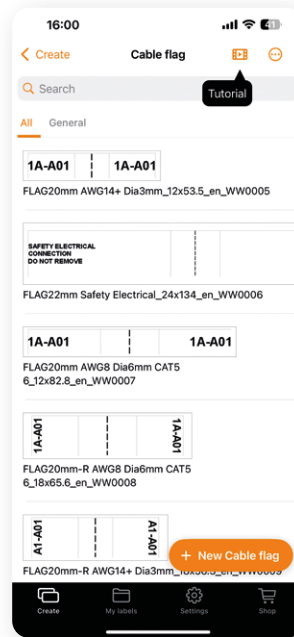 16:00
41
Create
Cable flag
Search
Tutorial
All General
1A-A01 1A-A01
FLAG20mm AWG14+ Dia3mm_12x53.5_en_WW0005
SAFETY ELECTRICAL
CONNECTION
DO NOT REMOVE
FLAG22mm Safety Electrical_24x134_en_WW0006
1A-A01 1A-A01
FLAG20mm AWG8 Dia6mm CAT5
6_12x82.8_en_WW0007
1A-A01 1A-A01
FLAG20mm-R AWG8 Dia6mm CAT5
6_18x65.6_en_WW0008
A1-A01 A1-A01
+ New Cable flag
FLAG20mm-R AWG14+ Dia3mm_18x38.3_en_WW0009
Create My labels Settings Shop